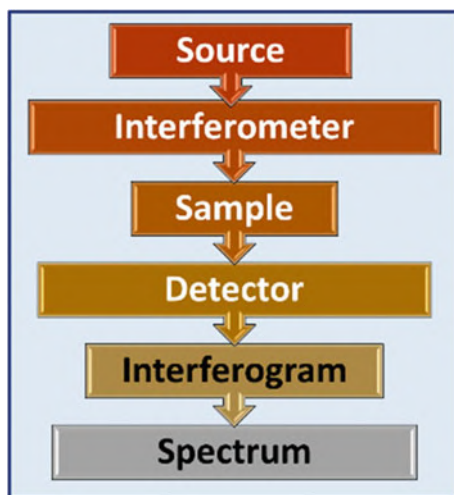 Source
Interferometer
Sample
Detector
Interferogram
Spectrum